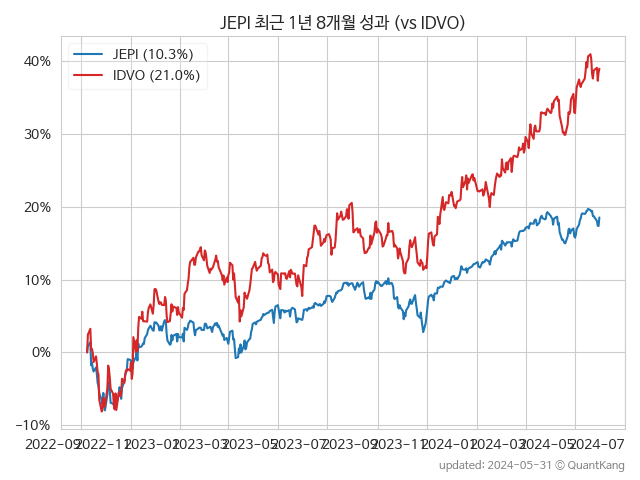 JEPI 최근 1년 8개월 성과 (vs IDVO)
JEPI (10.3%)
IDVO (21.0%)
40%
30%
20%
10%
0%
−10%
2022-09 2022-11 2023-01 2023-03 2023-05 2023-07 2023-09 2023-11 2024-01 2024-03 2024-05 2024-07
updated: 2024-05-31 © QuantKang